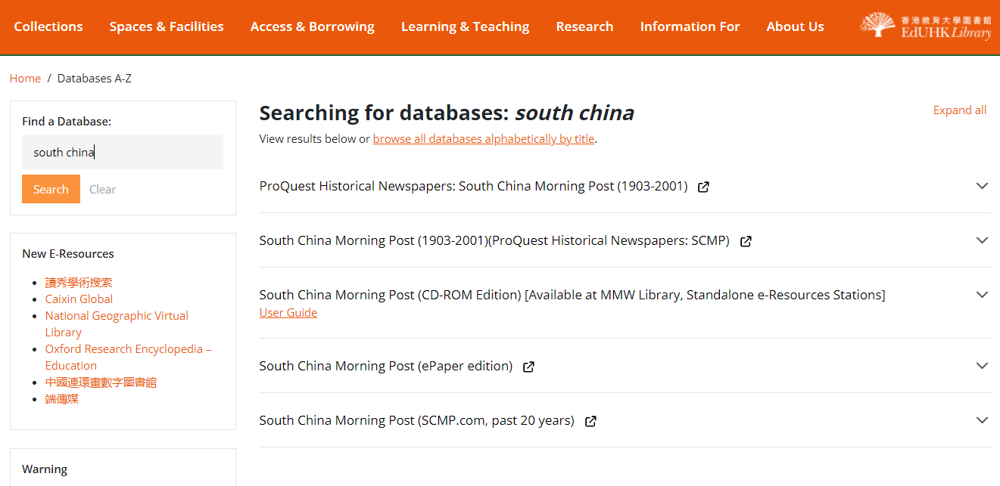 Collections Spaces & Facilities Access & Borrowing Learning & Teaching Research Information For About Us
香港教育大學圖書館
EdUHK Library
Home / Databases A-Z
Find a Database:
south china
Search Clear
New E-Resources
讀秀學術搜索
Caixin Global
National Geographic Virtual
Library
Oxford Research Encyclopedia –
Education
中國連環畫數字圖書館
端傳媒
Warning
Searching for databases: south china
Expand all
View results below or browse all databases alphabetically by title.
ProQuest Historical Newspapers: South China Morning Post (1903-2001)
South China Morning Post (1903-2001)(ProQuest Historical Newspapers: SCMP)
South China Morning Post (CD-ROM Edition) [Available at MMW Library, Standalone e-Resources Stations]
User Guide
South China Morning Post (ePaper edition)
South China Morning Post (SCMP.com, past 20 years)